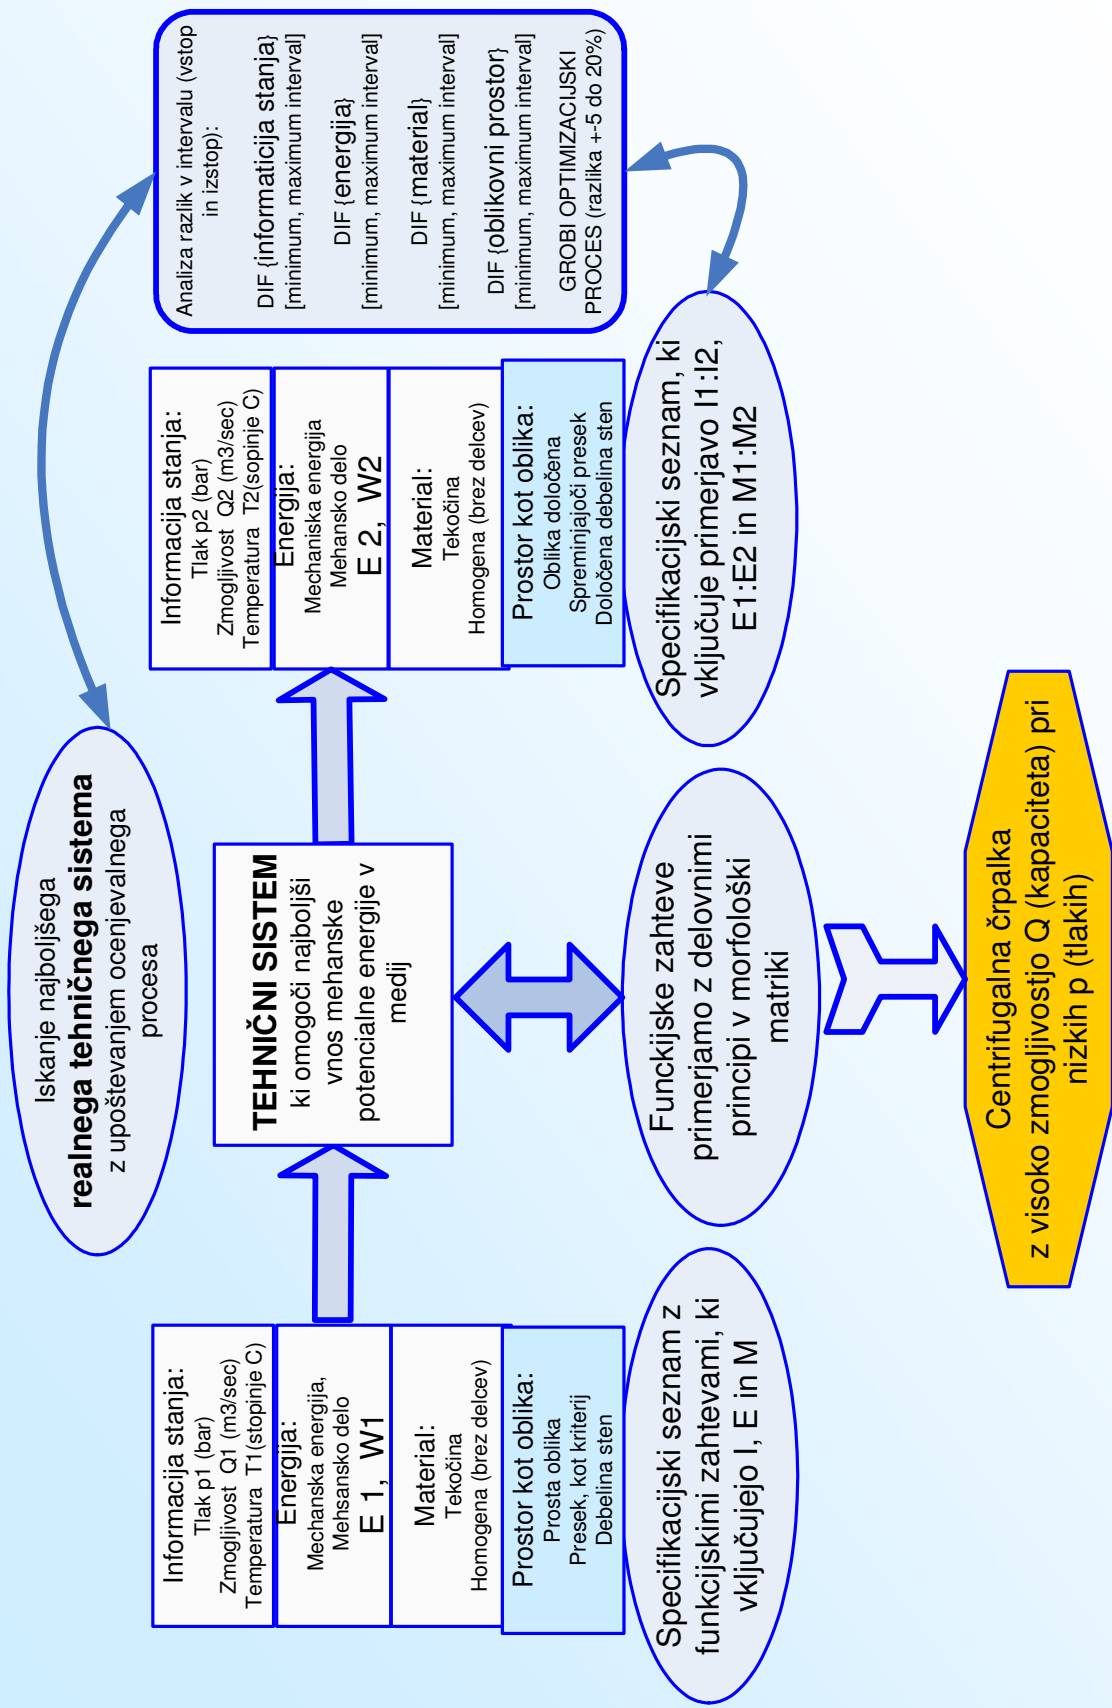 Iskanje najboljšega
realnega tehničnega sistema
z upoštevanjem ocenjevalnega
procesa
Informacija stanja:
Tlak p1 (bar)
Zmogljivost Q1 (m3/sec)
Temperatura T1(stopinje C)
Energija:
Mechanska energija,
Mehsansko delo
E 1, W1
Material:
Tekočina
Homogena (brez delcev)
Prostor kot oblika:
Prosta oblika
Presek, kot kriterij
Debelina sten
Specifikacijski seznam z
funkcijskimi zahtevami, ki
vključujejo I, E in M
TEHNIČNI SISTEM
ki omogoči najboljši
vnos mehanske
potencialne energije v
medij
Funckijske zahteve
primerjamo z delovnimi
principi v morfološki
matriki
Centrifugalna črpalka
z visoko zmogljivostjo Q (kapaciteta) pri
nizkih p (tlakih)
Informacija stanja:
Tlak p2 (bar)
Zmogljivost Q2 (m3/sec)
Temperatura T2(sopinje C)
Energija:
Mechaniska energija
Mehansko delo
E 2, W2
Material:
Tekočina
Homogena (brez delcev)
Prostor kot oblika:
Oblika določena
Spreminjajoči presek
Določena debelina sten
Specifikasijski seznam, ki
vključuje primerjavo I1:I2,
E1:E2 in M1:M2
Analiza razlik v intervalu (vstop
in izstop):
DIF {informaticija stanja}
[minimum, maximum interval]
DIF {energija}
[minimum, maximum interval]
DIF {material}
[minimum, maximum interval]
DIF {oblikovni prostor}
[minimum, maximum interval]
GROBI OPTIMIZACIJSKI
PROCES (razlika +-5 do 20%)